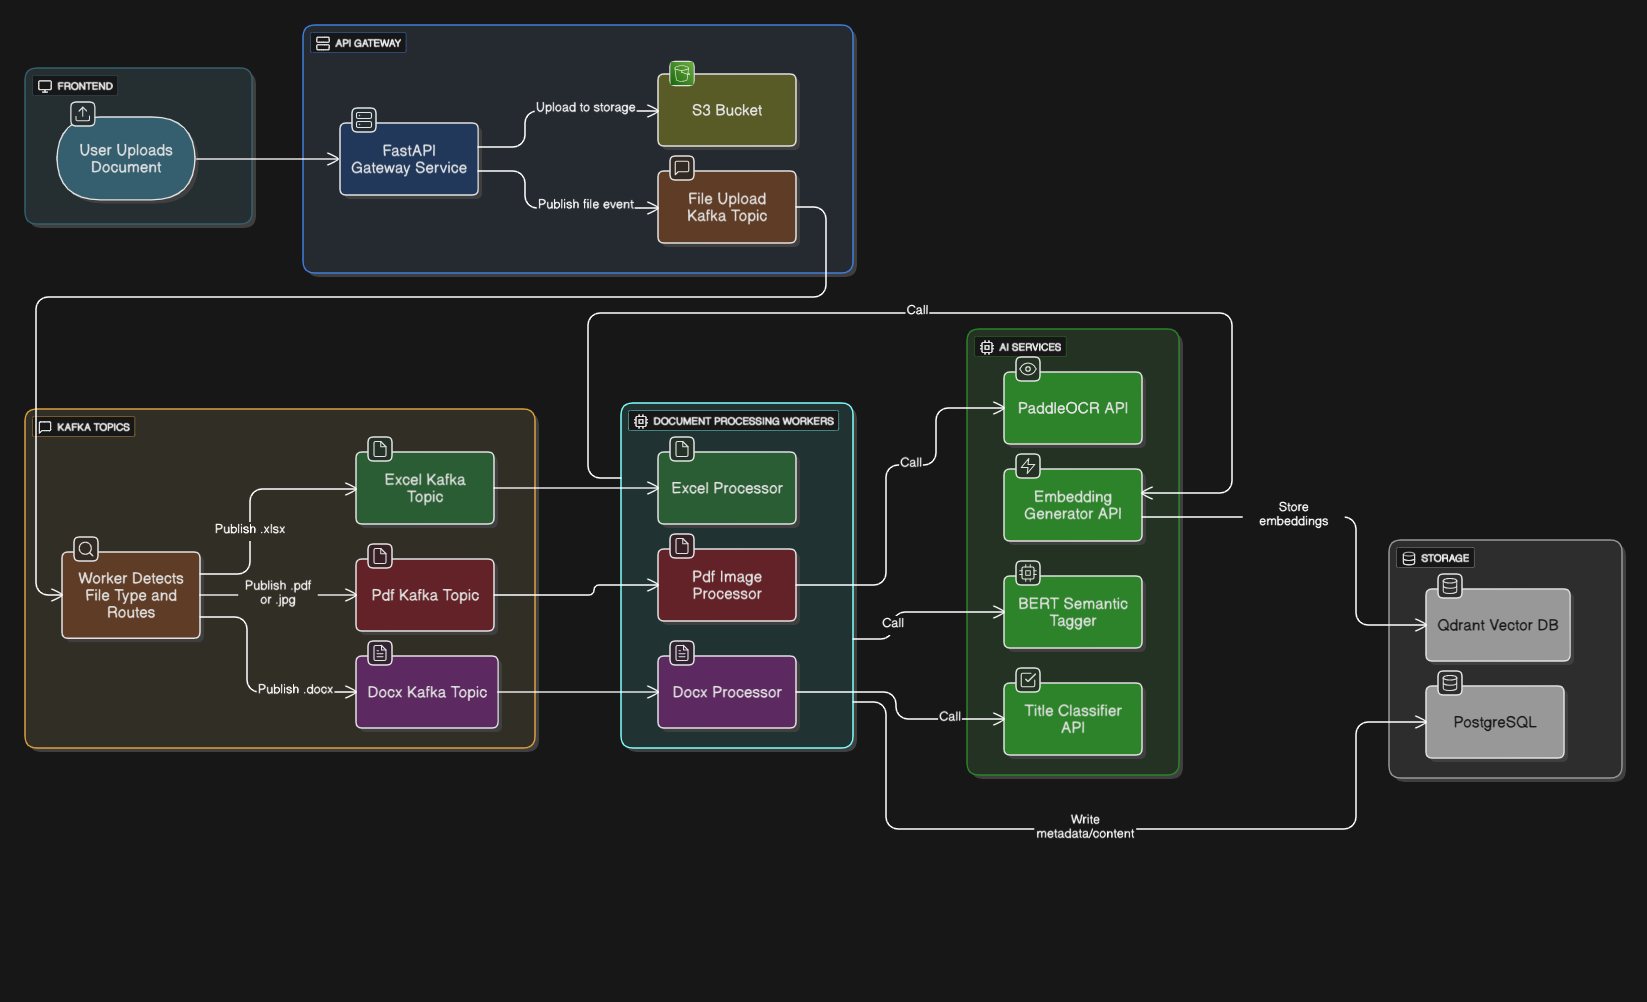 API GATEWAY
FRONTEND
User Uploads
Document
FastAPI
Gateway Service
Upload to storage
S3 Bucket
Publish file event
File Upload
Kafka Topic
Call
AI SERVICES
PaddleOCR API
KAFKA TOPICS
DOCUMENT PROCESSING WORKERS
Excel Kafka
Topic
Excel Processor
Call
Embedding
Generator API
Store
embeddings
Publish .xlsx
Worker Detects
File Type and
Routes
Publish .pdf
or .jpg
Pdf Kafka Topic
Pdf Image
Processor
BERT Semantic
Tagger
Call
STORAGE
Qdrant Vector DB
Publish .docx
Docx Kafka Topic
Docx Processor
Call
Title Classifier
API
PostgreSQL
Write
metadata/content